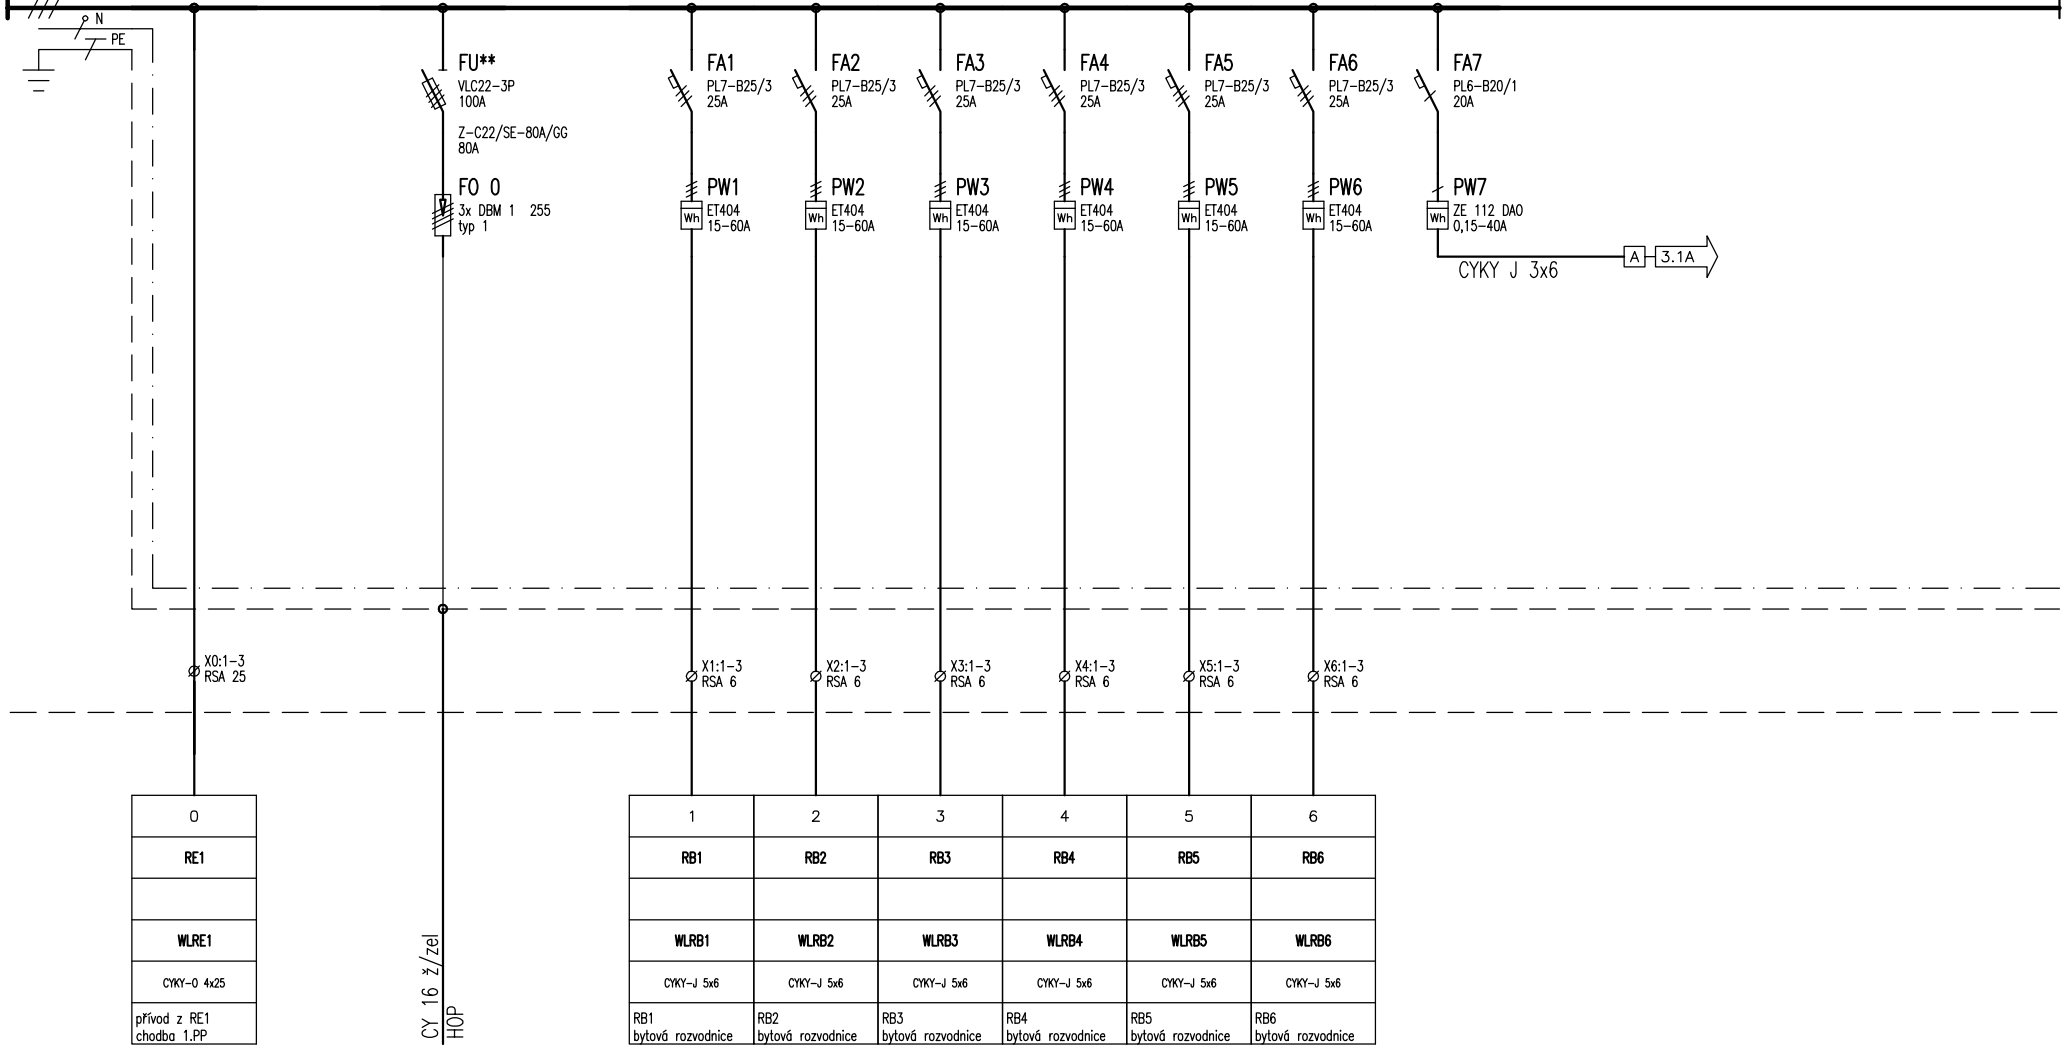 N
PE
FU**
VLC22-3P
100A
Z-C22/SE-80A/GG
80A
FO 0
3x DBM 1 255
typ 1
FA1
PL7-B25/3
25A
FA2
PL7-B25/3
25A
FA3
PL7-B25/3
25A
FA4
PL7-B25/3
25A
FA5
PL7-B25/3
25A
FA6
PL7-B25/3
25A
FA7
PL6-B20/1
20A
PW1
Wh ET404
15-60A
PW2
Wh ET404
15-60A
PW3
Wh ET404
15-60A
PW4
Wh ET404
15-60A
PW5
Wh ET404
15-60A
PW6
Wh ET404
15-60A
PW7
Wh ZE 112 DAO
0,15-40A
CYKY J 3x6
A 3.1A
X0:1-3
RSA 25
X1:1-3
RSA 6
X2:1-3
RSA 6
X3:1-3
RSA 6
X4:1-3
RSA 6
X5:1-3
RSA 6
X6:1-3
RSA 6
0
RE1
WLRE1
CYKY-O 4x25
přívod z RE1
chodba 1.PP
CY 16 ž/zel
HOP
1 2 3 4 5 6
RB1 RB2 RB3 RB4 RB5 RB6
WLRB1 WLRB2 WLRB3 WLRB4 WLRB5 WLRB6
CYKY-J 5x6 CYKY-J 5x6 CYKY-J 5x6 CYKY-J 5x6 CYKY-J 5x6 CYKY-J 5x6
RB1
bytová rozvodnice
RB2
bytová rozvodnice
RB3
bytová rozvodnice
RB4
bytová rozvodnice
RB5
bytová rozvodnice
RB6
bytová rozvodnice